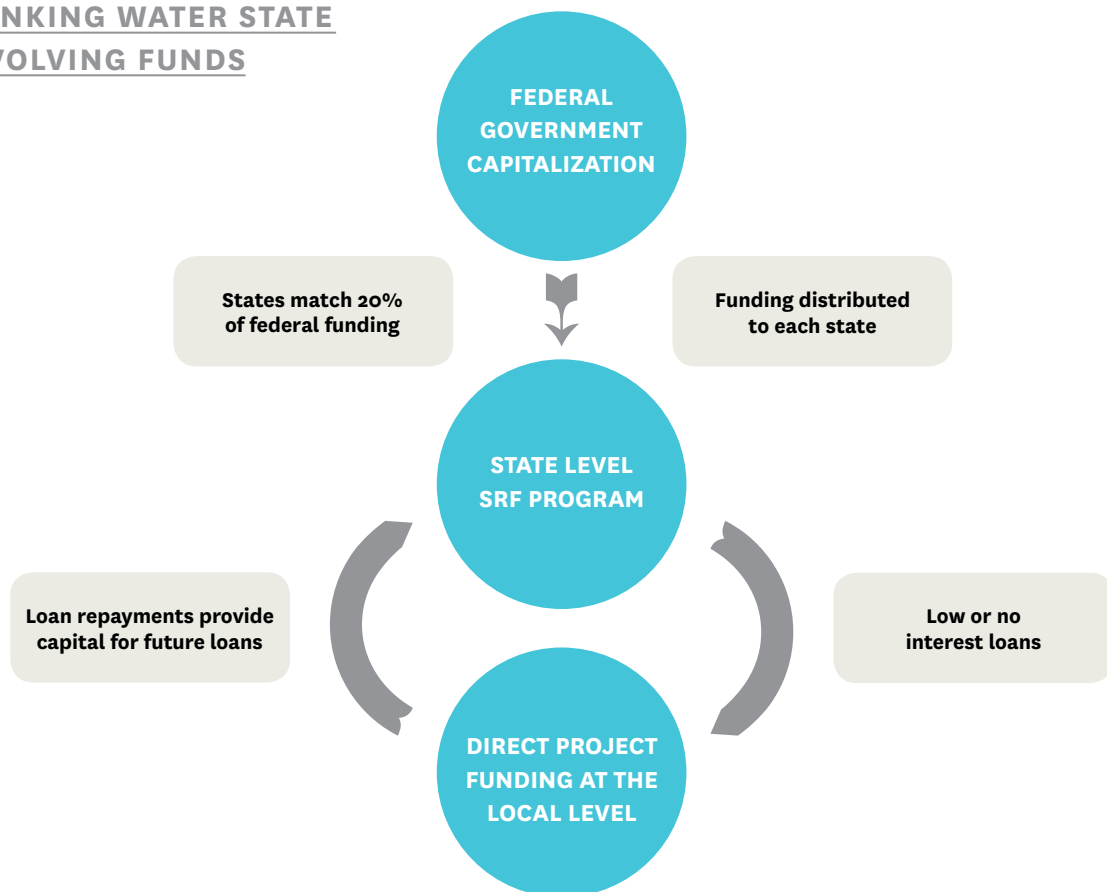 NKING WATER STATE
VOLVING FUNDS
FEDERAL
GOVERNMENT
CAPITALIZATION
States match 20%
of federal funding
Funding distributed
to each state
STATE LEVEL
SRF PROGRAM
Loan repayments provide
capital for future loans
Low or no
interest loans
DIRECT PROJECT
FUNDING AT THE
LOCAL LEVEL